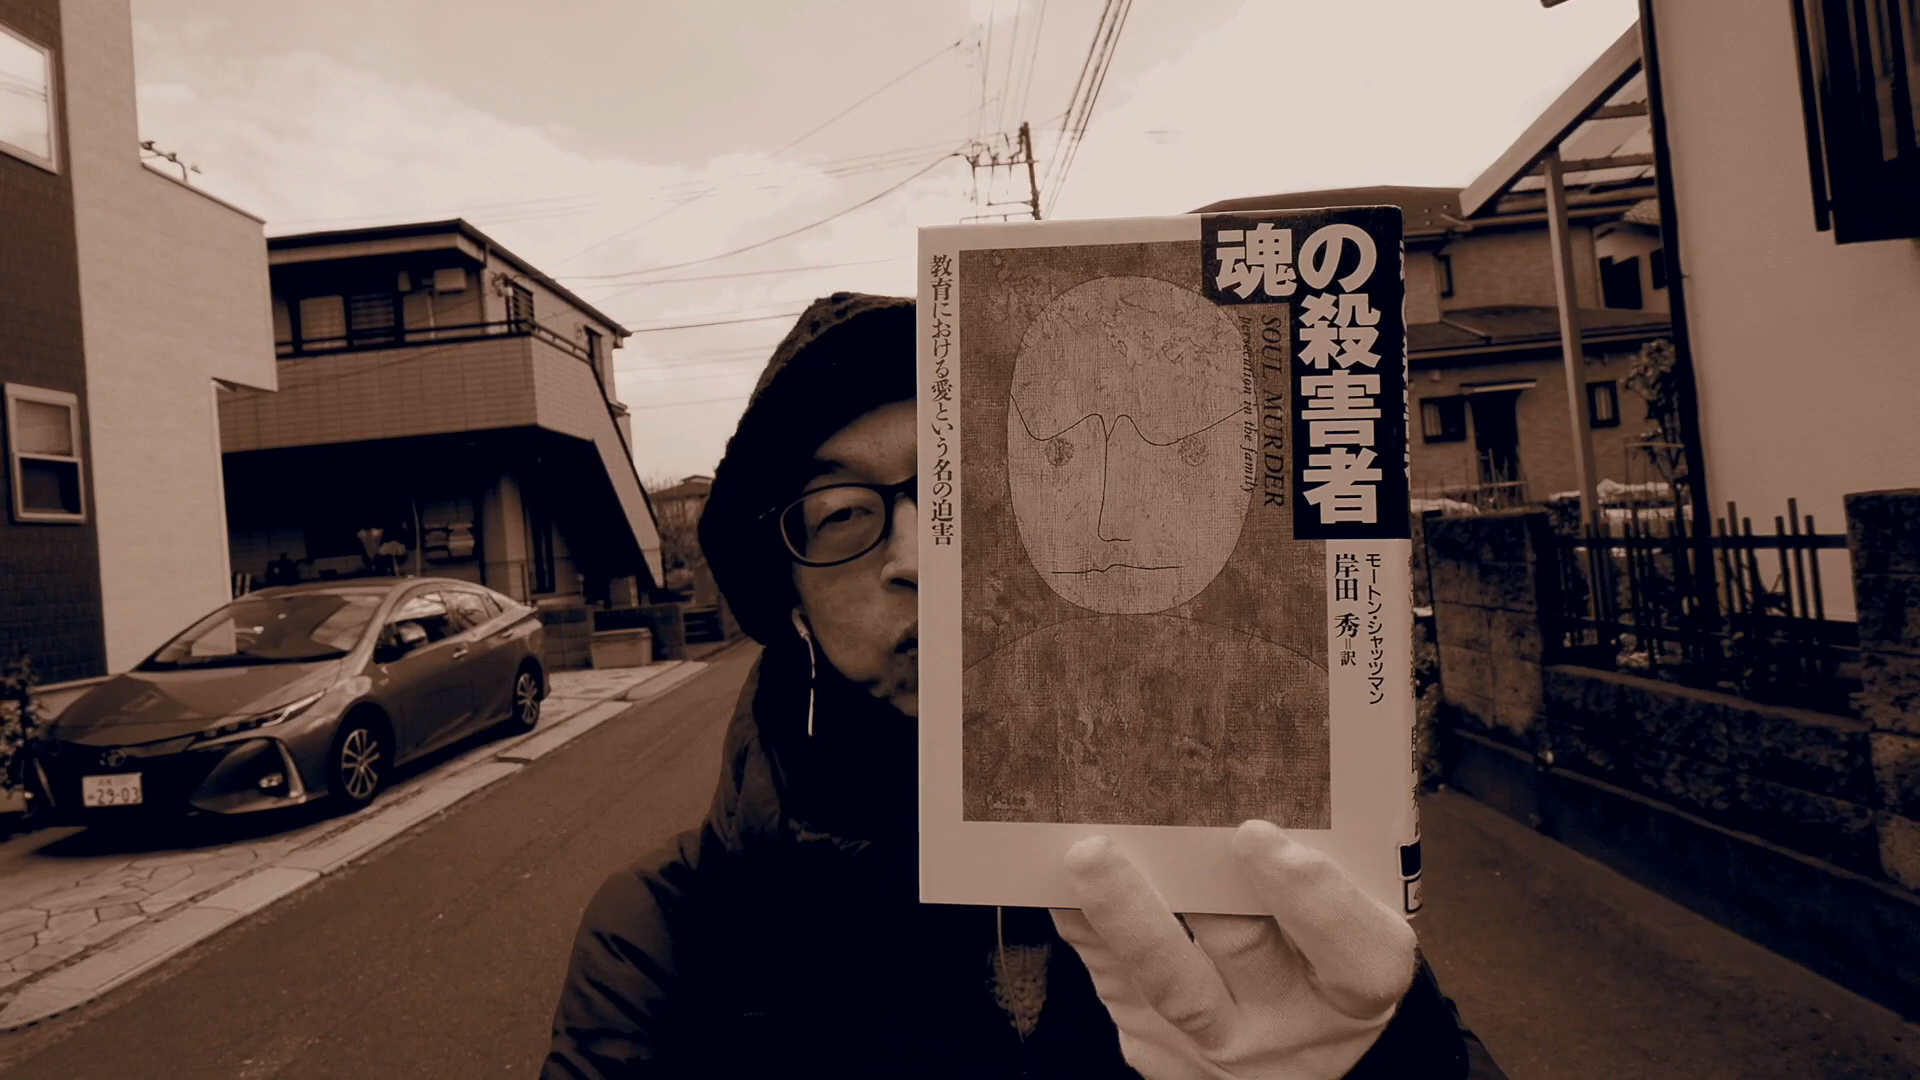 魂の殺害者
SOUL MURDER
persecution in the family
モートン・シャッツマン
岸田 秀=訳
教育における愛という名の迫害
Klee
29-03